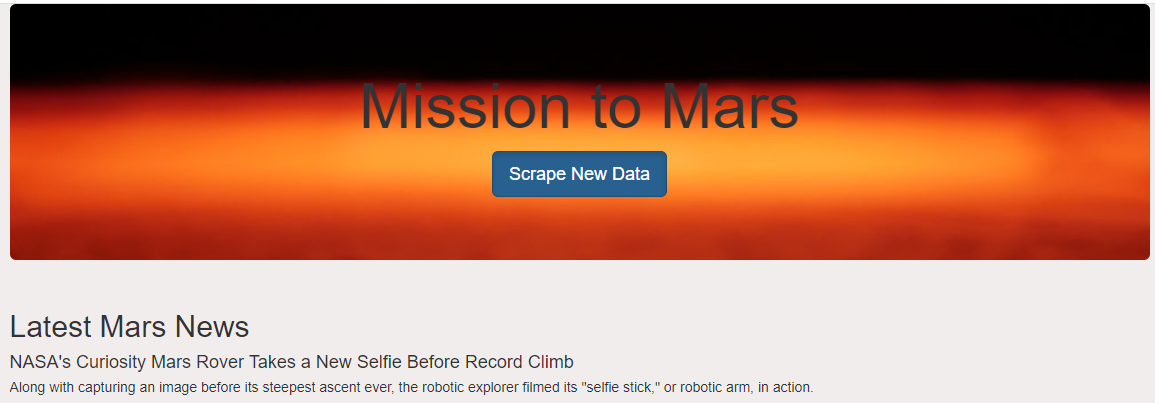 Mission to Mars
Scrape New Data
Latest Mars News
NASA's Curiosity Mars Rover Takes a New Selfie Before Record Climb
Along with capturing an image before its steepest ascent ever, the robotic explorer filmed its "selfie stick," or robotic arm, in action.